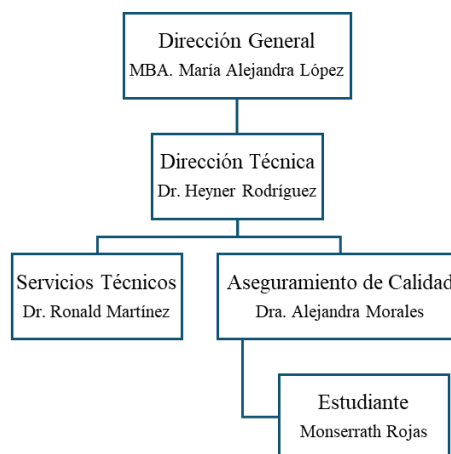 Dirección General
MBA. María Alejandra López
Dirección Técnica
Dr. Heyner Rodríguez
Servicios Técnicos
Dr. Ronald Martínez
Aseguramiento de Calidad
Dra. Alejandra Morales
Estudiante
Monserrath Rojas